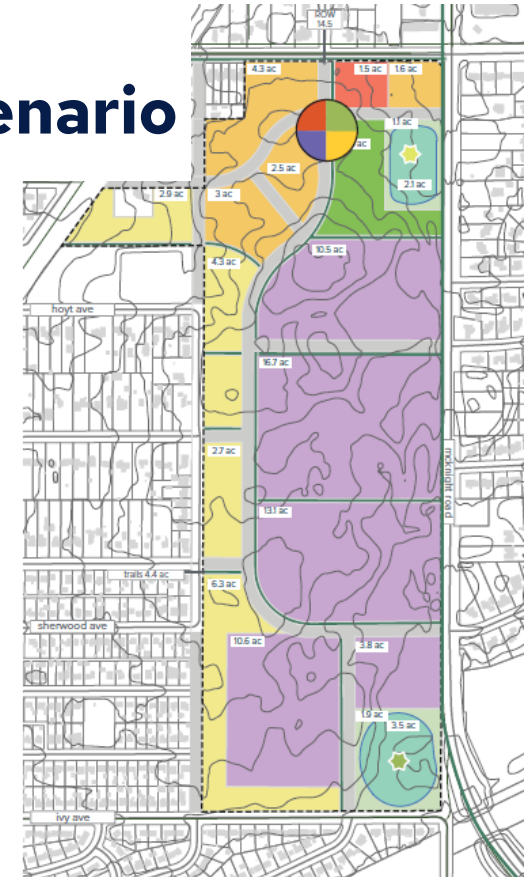 ROW
14.5
4.3 ac
1.5 ac
1.6 ac
enario
1.1 ac
ac
2.5 ac
2.1 ac
2.9 ac
3 ac
10.5 ac
4.3 ac
hoyt ave
16.7 ac
2.7 ac
mcknight road
13.1 ac
trails 4.4 ac
6.3 ac
sherwood ave
10.6 ac
3.8 ac
1.9 ac
3.5 ac
ivy ave